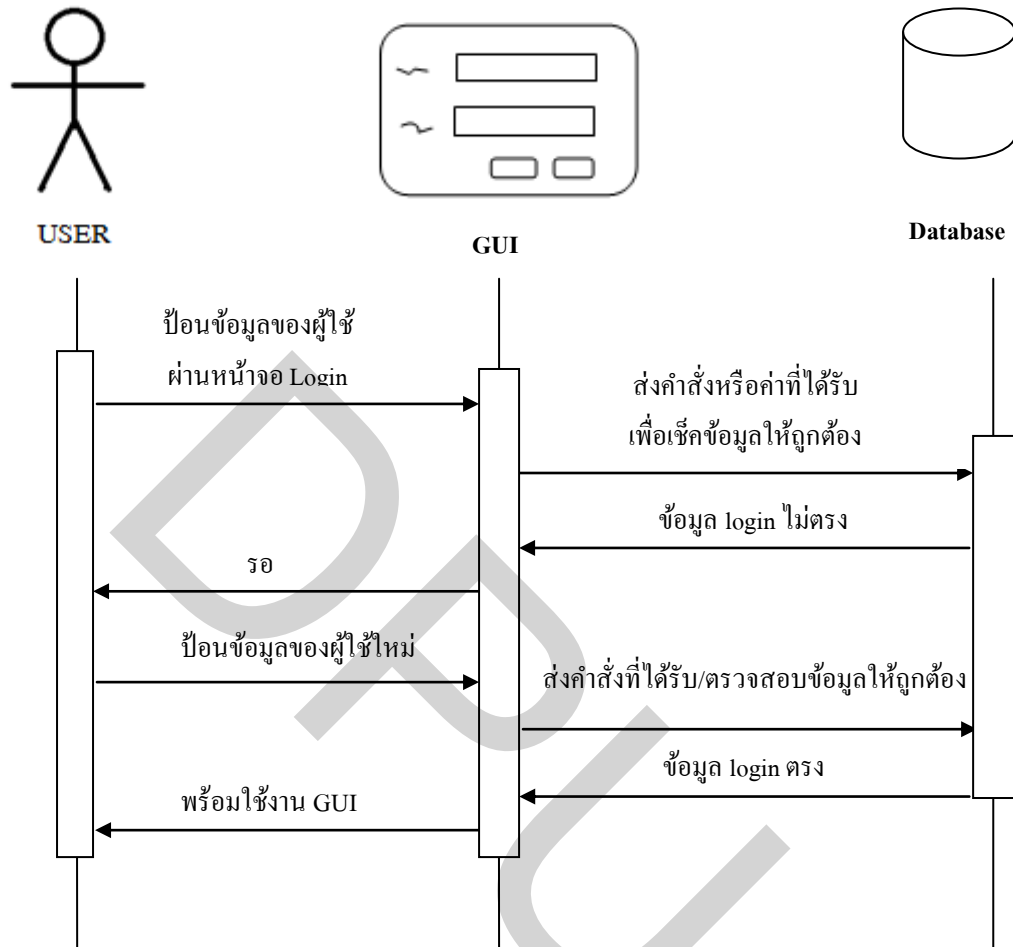 USER
GUI
Database
ป้อนข้อมูลของผู้ใช้
ผ่านหน้าจอ Login
ส่งคำสั่งหรือค่าที่ได้รับ
เพื่อเช็คข้อมูลให้ถูกต้อง
ข้อมูล login ไม่ตรง
รอ
ป้อนข้อมูลของผู้ใช้ใหม่
ส่งคำสั่งที่ได้รับ/ตรวจสอบข้อมูลให้ถูกต้อง
ข้อมูล login ตรง
พร้อมใช้งาน GUI
DPU